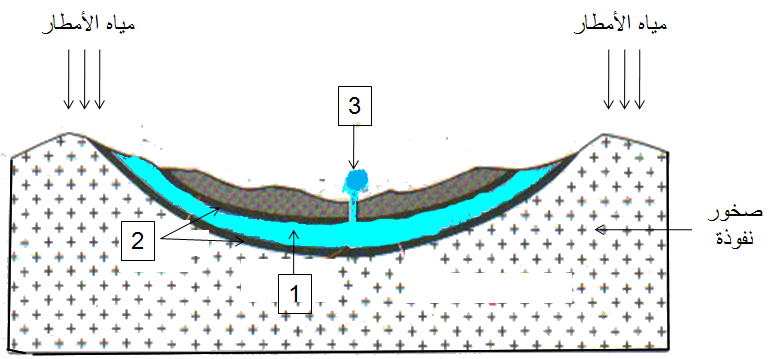 مياه الأمطار
مياه الأمطار
3
صخور
نفوذة
2
1